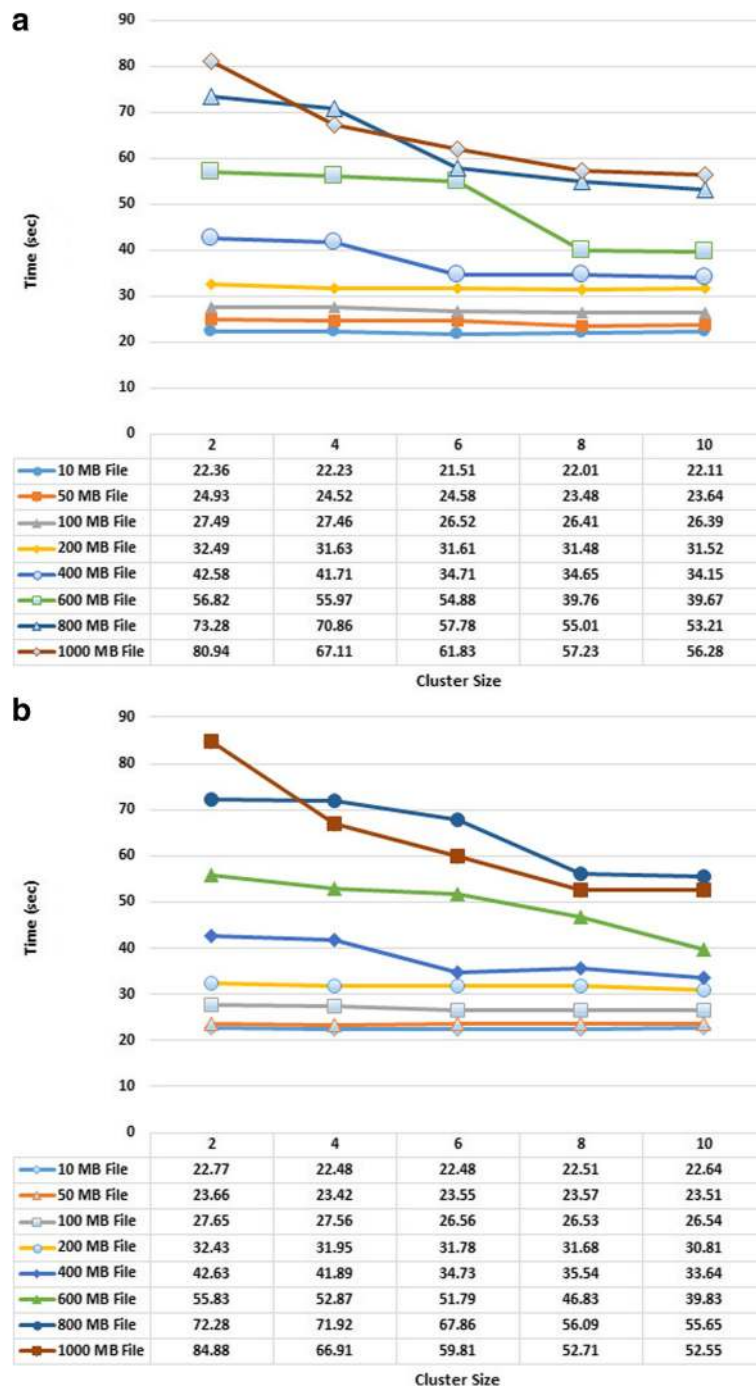 a
90
80
70
60
50
40
30
20
10
0
Time (sec)
2 4 6 8 10
10 MB File 22.36 22.23 21.51 22.01 22.11
50 MB File 24.93 24.52 24.58 23.48 23.64
100 MB File 27.49 27.46 26.52 26.41 26.39
200 MB File 32.49 31.63 31.61 31.48 31.52
400 MB File 42.58 41.71 34.71 34.65 34.15
600 MB File 56.82 55.97 54.88 39.76 39.67
800 MB File 73.28 70.86 57.78 55.01 53.21
1000 MB File 80.94 67.11 61.83 57.23 56.28
Cluster Size
b
90
80
70
60
50
40
30
20
10
0
Time (sec)
2 4 6 8 10
10 MB File 22.77 22.48 22.48 22.51 22.64
50 MB File 23.66 23.42 23.55 23.57 23.51
100 MB File 27.65 27.56 26.56 26.53 26.54
200 MB File 32.43 31.95 31.78 31.68 30.81
400 MB File 42.63 41.89 34.73 35.54 33.64
600 MB File 55.83 52.87 51.79 46.83 39.83
800 MB File 72.28 71.92 67.86 56.09 55.65
1000 MB File 84.88 66.91 59.81 52.71 52.55
Cluster Size